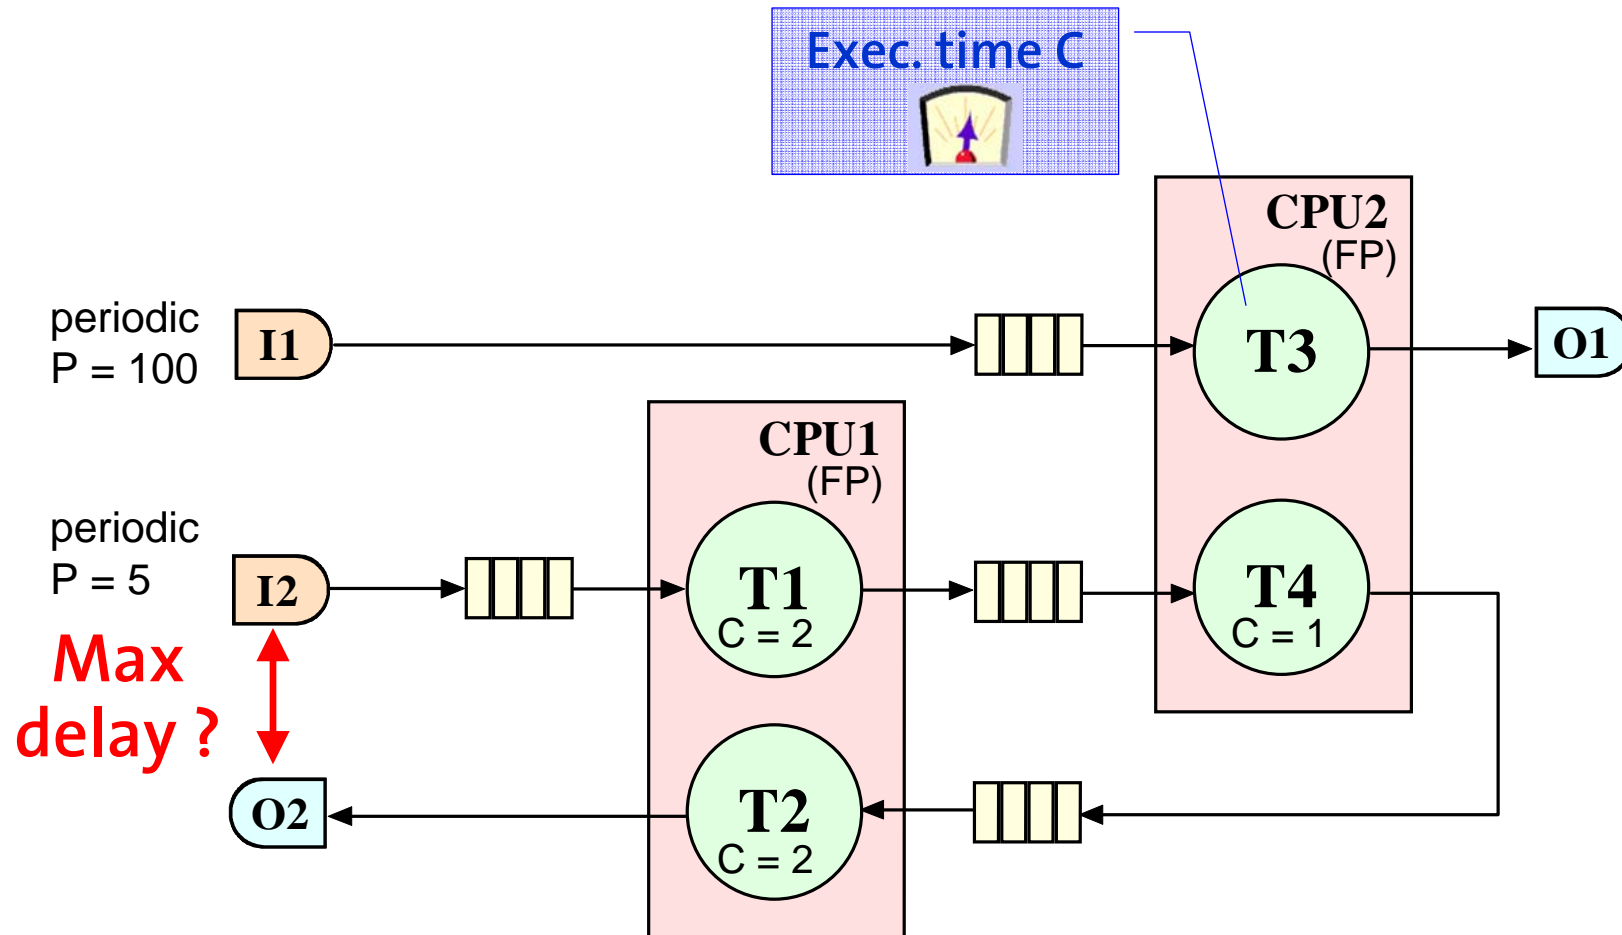 Exec. time C
CPU2
(FP)
periodic
P = 100
I1
T3
O1
CPU1
(FP)
periodic
P = 5
I2
T1
C = 2
T4
C = 1
Max
delay ?
O2
T2
C = 2